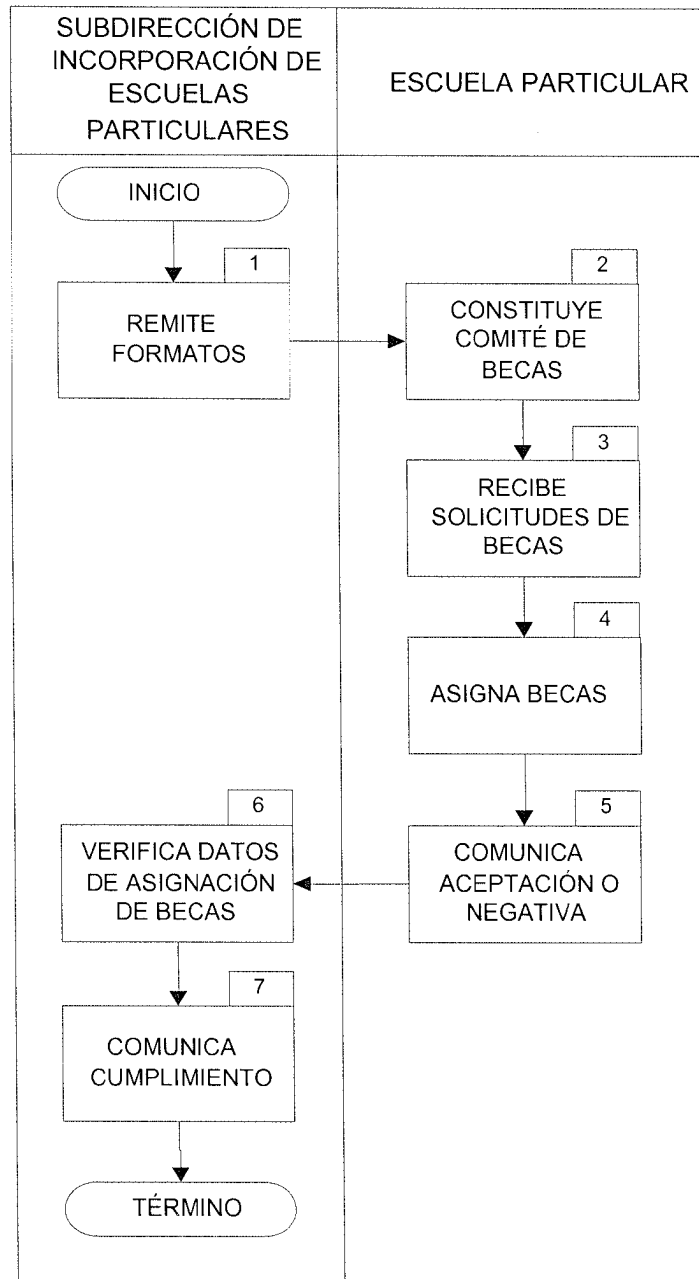 SUBDIRECCIÓN DE
INCORPORACIÓN DE
ESCUELAS
PARTICULARES
ESCUELA PARTICULAR
INICIO
1
REMITE
FORMATOS
2
CONSTITUYE
COMITÉ DE
BECAS
3
RECIBE
SOLICITUDES DE
BECAS
4
ASIGNA BECAS
5
COMUNICA
ACEPTACIÓN O
NEGATIVA
6
VERIFICA DATOS
DE ASIGNACIÓN
DE BECAS
7
COMUNICA
CUMPLIMIENTO
TÉRMINO